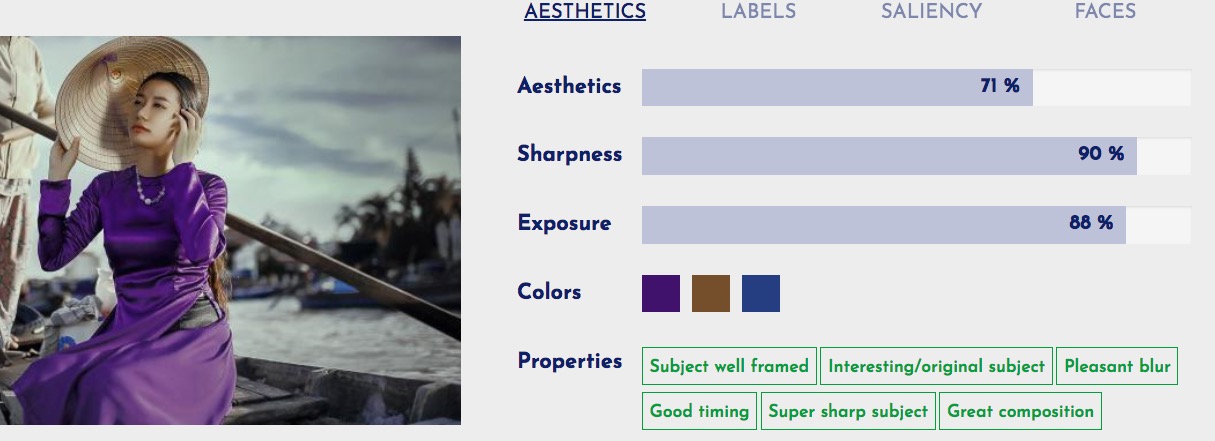 AESTHETICS LABELS SALIENCY FACES
Aesthetics 71 %
Sharpness 90 %
Exposure 88 %
Colors
Properties Subject well framed Interesting/original subject Pleasant blur
Good timing Super sharp subject Great composition